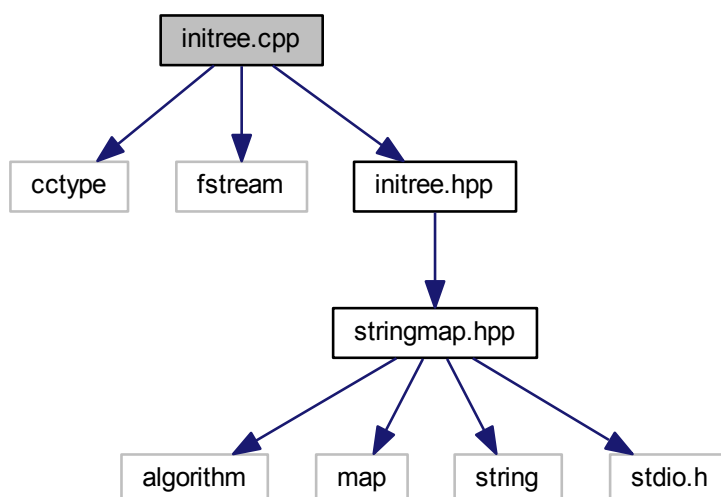 initree.cpp
cctype fstream initree.hpp
stringmap.hpp
algorithm map string stdio.h